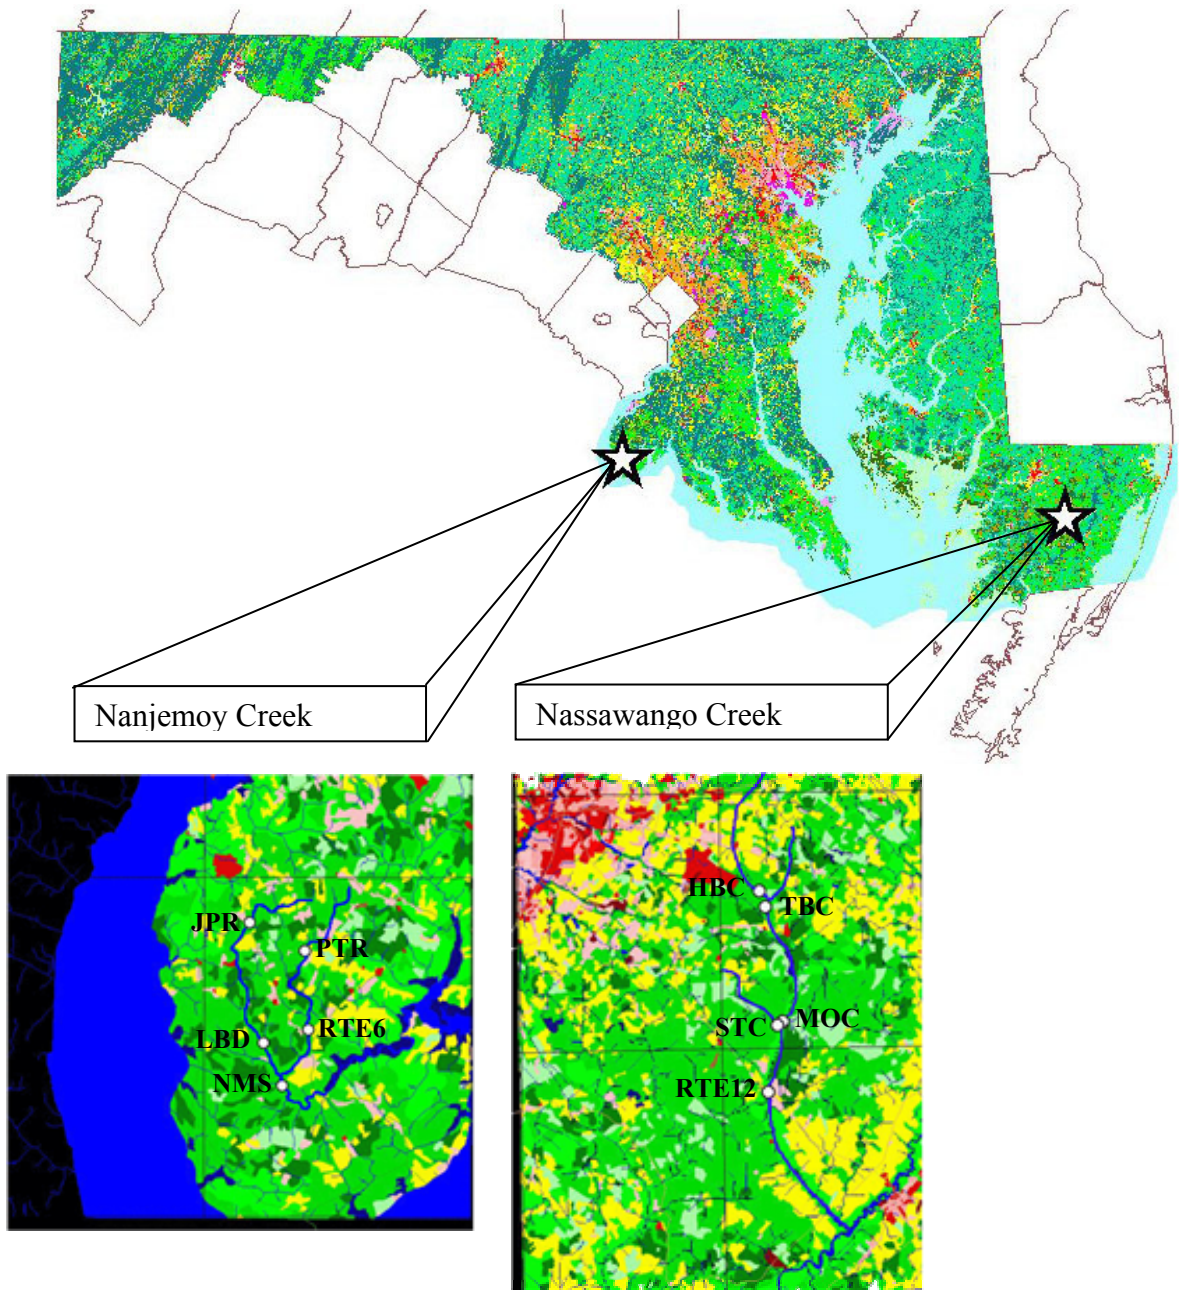 Nanjemoy Creek
Nassawango Creek
JPR
PTR
RTE6
LBD
NMS
HBC
TBC
STC
MOC
RTE12